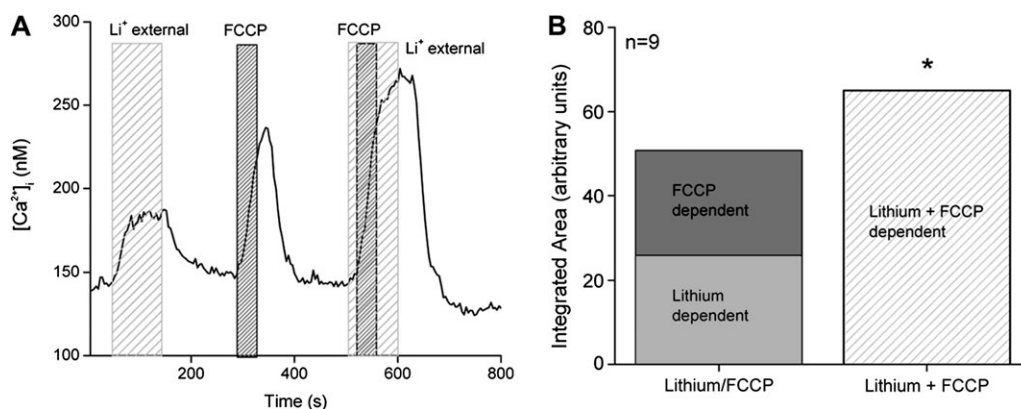 A
Li⁺ external
FCCP
FCCP
Li⁺ external
300
250
200
150
100
[Ca²⁺]ᵢ (nM)
200
400
600
800
Time (s)
B
n=9
*
80
60
40
20
0
Integrated Area (arbitrary units)
FCCP
dependent
Lithium
dependent
Lithium + FCCP
dependent
Lithium/FCCP
Lithium + FCCP